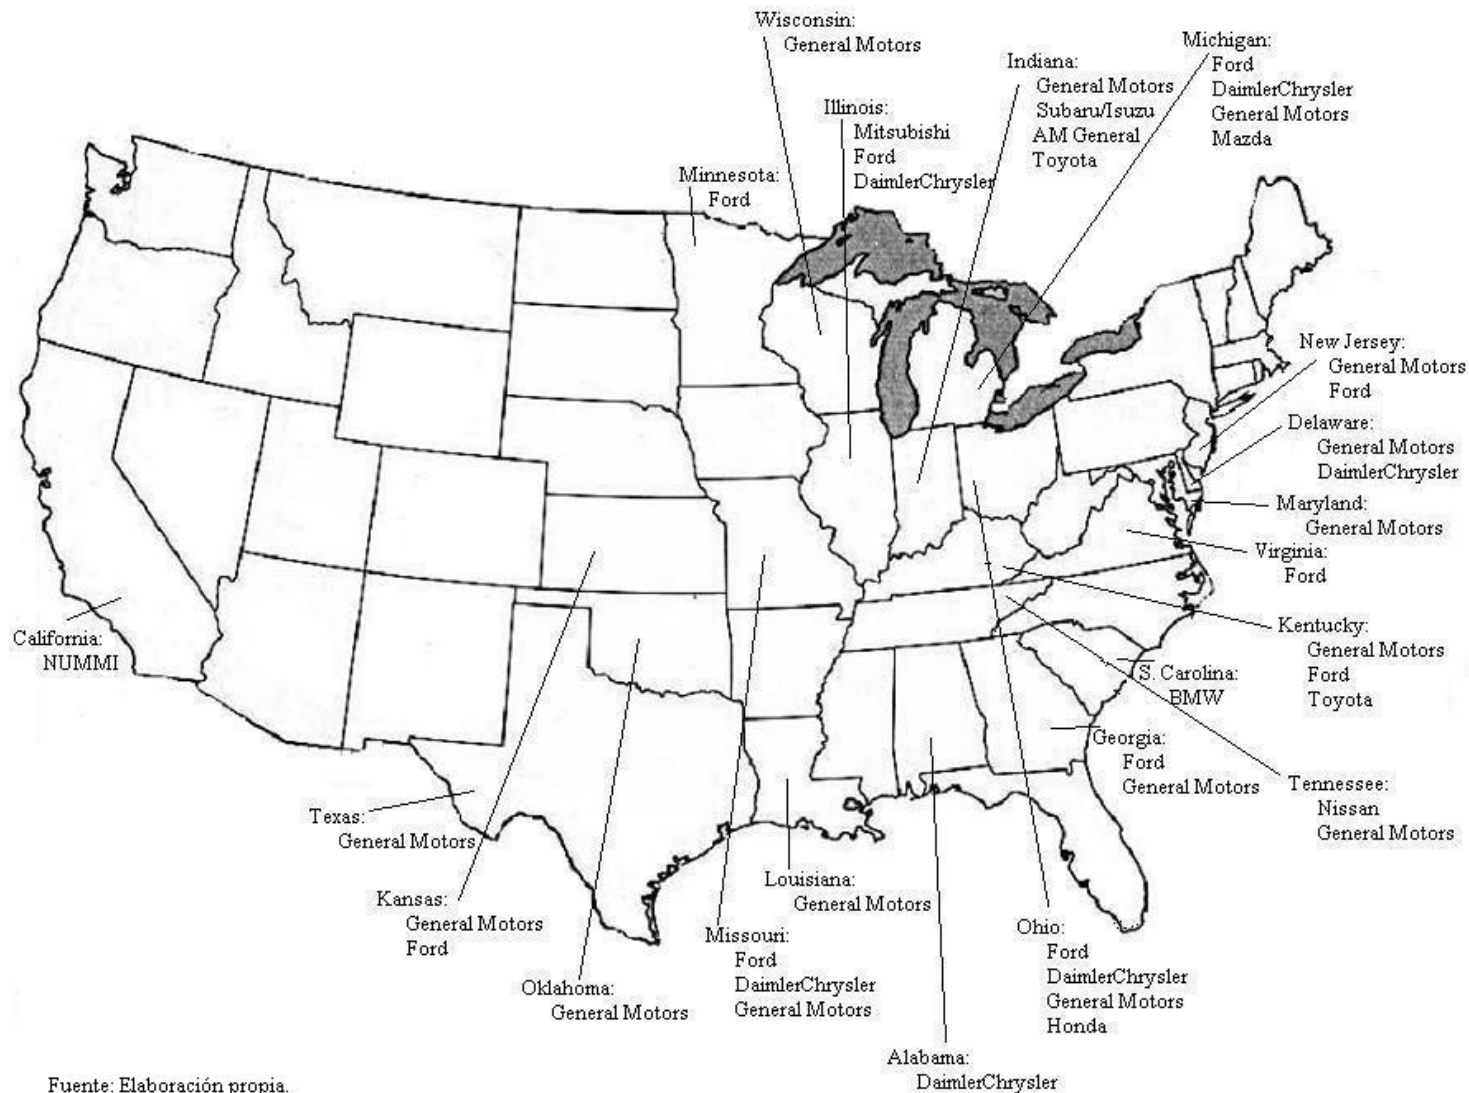 Wisconsin:
General Motors
Michigan:
Ford
DaimlerChrysler
General Motors
Mazda
Indiana:
General Motors
Subaru/Isuzu
AM General
Toyota
Illinois:
Mitsubishi
Ford
DaimlerChrysler
Minnesota:
Ford
New Jersey:
General Motors
Ford
Delaware:
General Motors
DaimlerChrysler
Maryland:
General Motors
Virginia:
Ford
Kentucky:
General Motors
Ford
Toyota
California:
NUMMI
S. Carolina:
BMW
Georgia:
Ford
General Motors
Tennessee:
Nissan
General Motors
Texas:
General Motors
Louisiana:
General Motors
Kansas:
General Motors
Ford
Missouri:
Ford
DaimlerChrysler
General Motors
Ohio:
Ford
DaimlerChrysler
General Motors
Honda
Oklahoma:
General Motors
Alabama:
DaimlerChrysler
Fuente: Elaboración propia.